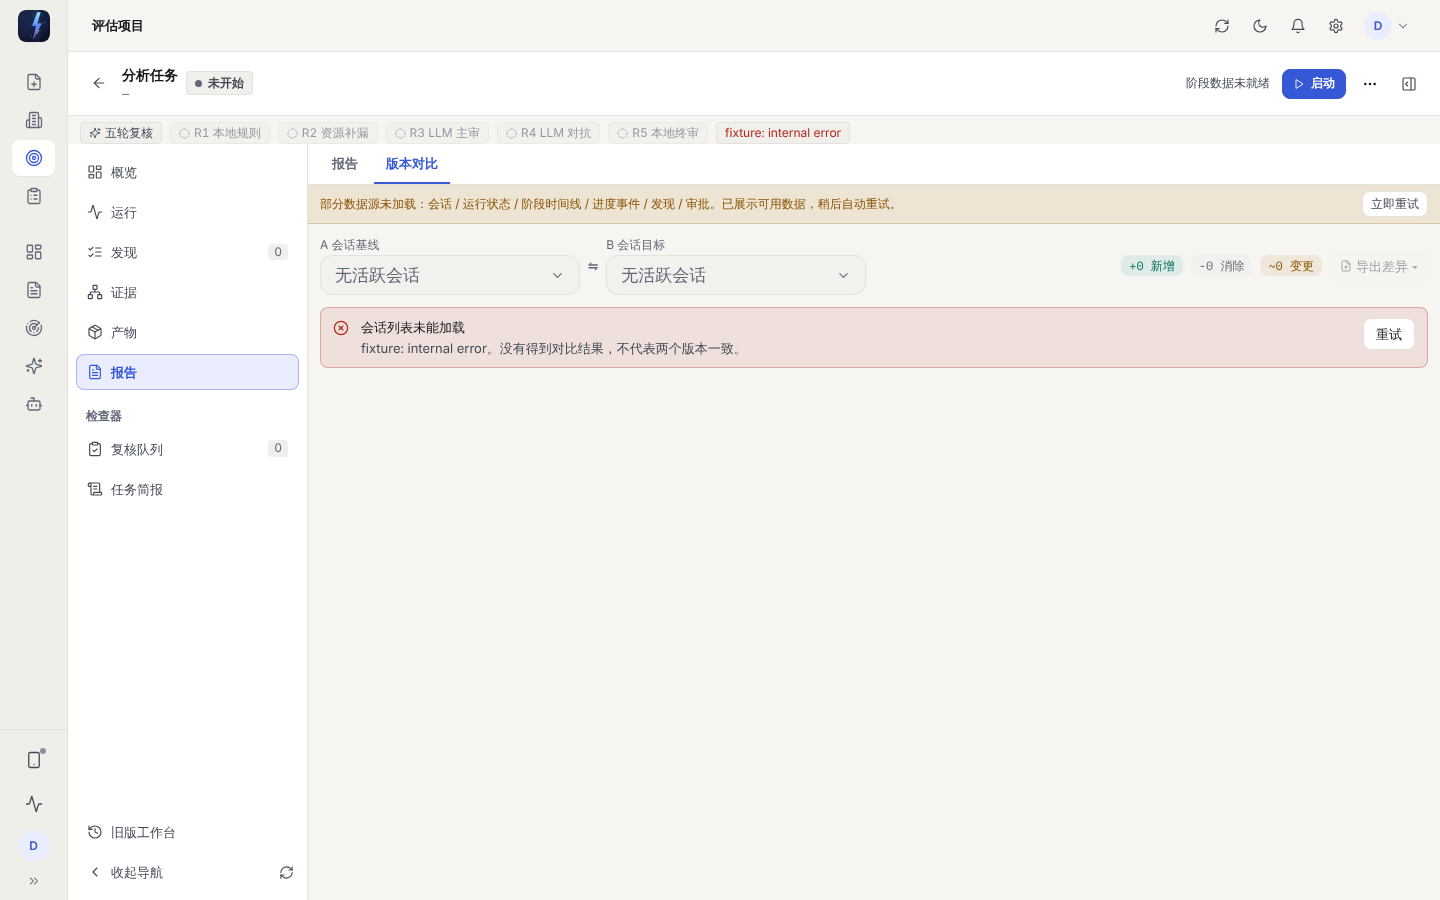 评估项目
D
分析任务
—
未开始
阶段数据未就绪
启动
五轮复核
R1 本地规则
R2 资源补漏
R3 LLM 主审
R4 LLM 对抗
R5 本地终审
fixture: internal error
概览
运行
发现
0
证据
产物
报告
检查器
复核队列
0
任务简报
旧版工作台
收起导航
D
报告
版本对比
部分数据源未加载：会话 / 运行状态 / 阶段时间线 / 进度事件 / 发现 / 审批。已展示可用数据，稍后自动重试。
立即重试
A 会话基线
无活跃会话
⇋
B 会话目标
无活跃会话
+0 新增
-0 消除
~0 变更
导出差异
会话列表未能加载
fixture: internal error。没有得到对比结果，不代表两个版本一致。
重试